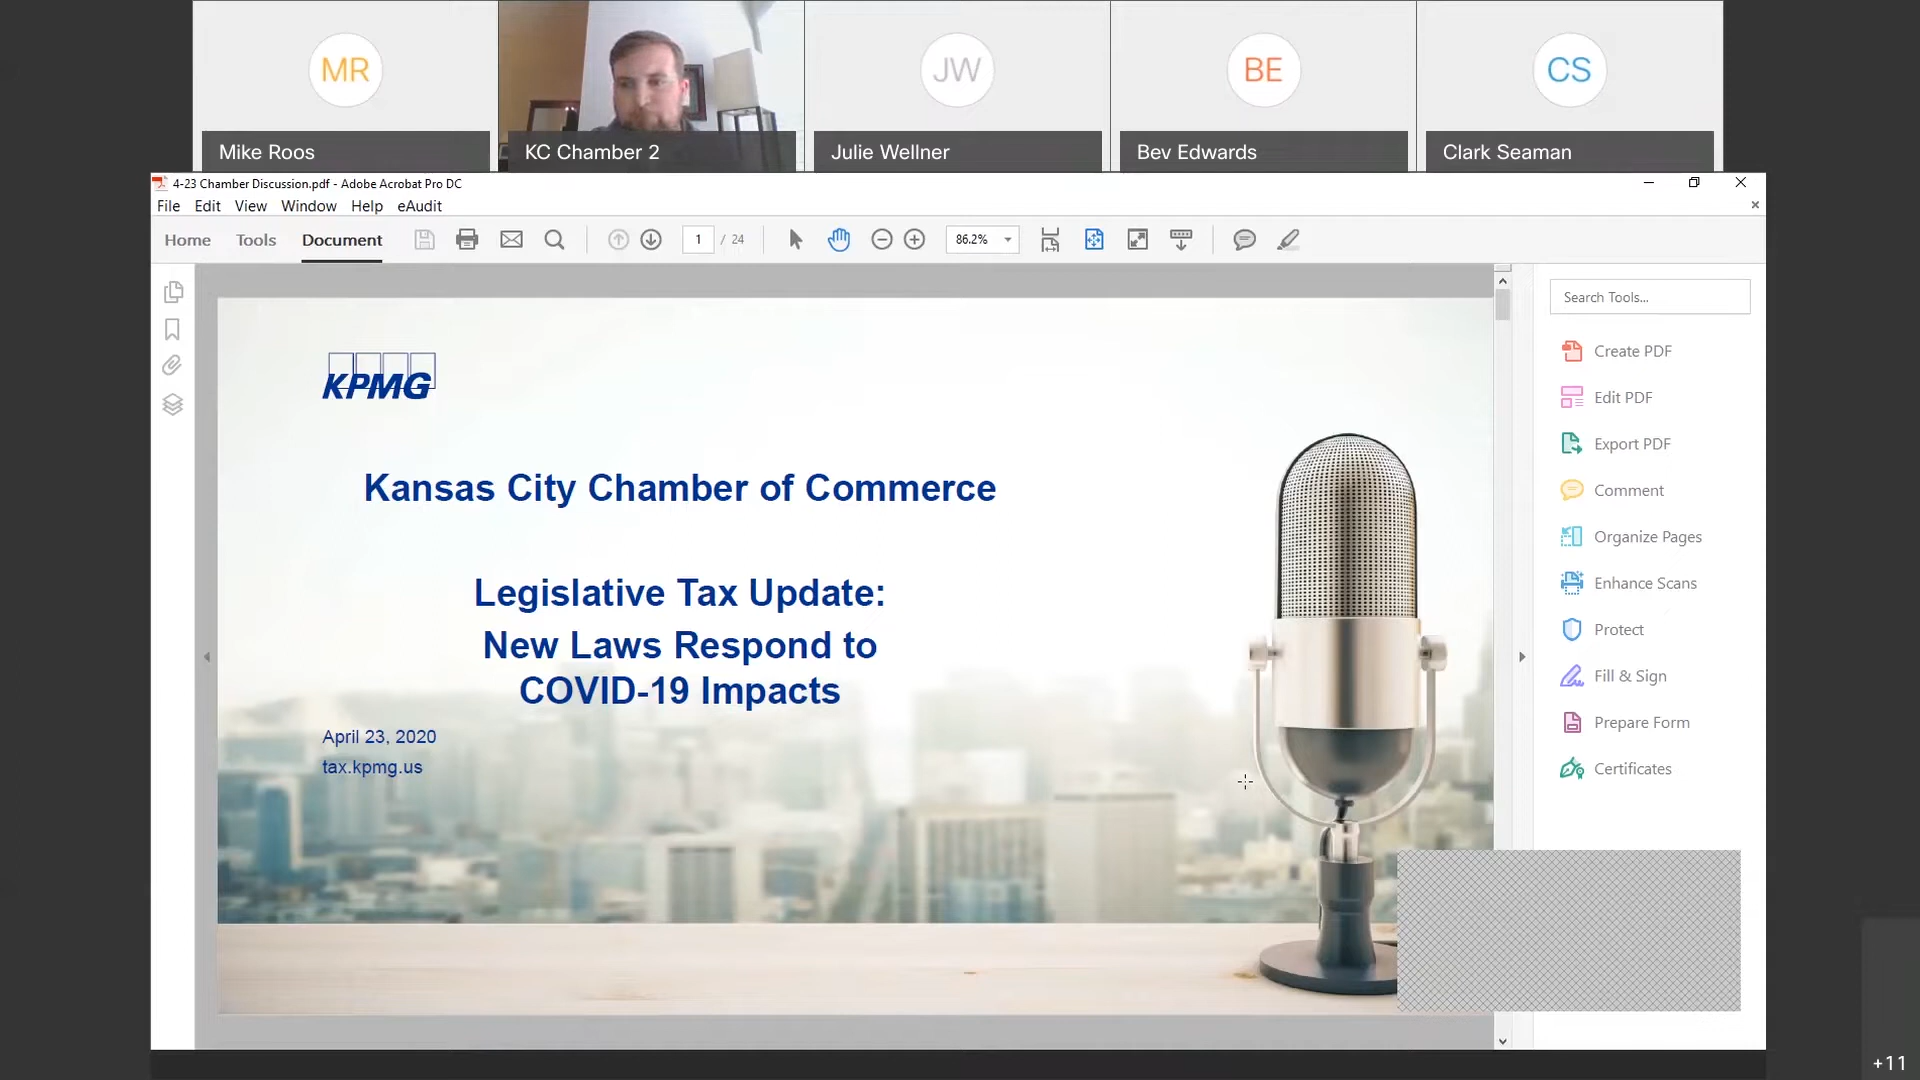 MR
JW
BE
CS
Mike Roos
KC Chamber 2
Julie Wellner
Bev Edwards
Clark Seaman
4-23 Chamber Discussion.pdf - Adobe Acrobat Pro DC
File Edit View Window Help eAudit
Home Tools Document 1 / 24 86.2%
Search Tools...
Create PDF
Edit PDF
Export PDF
Comment
Organize Pages
Enhance Scans
Protect
Fill & Sign
Prepare Form
Certificates
KPMG
Kansas City Chamber of Commerce
Legislative Tax Update:
New Laws Respond to
COVID-19 Impacts
April 23, 2020
tax.kpmg.us
+11